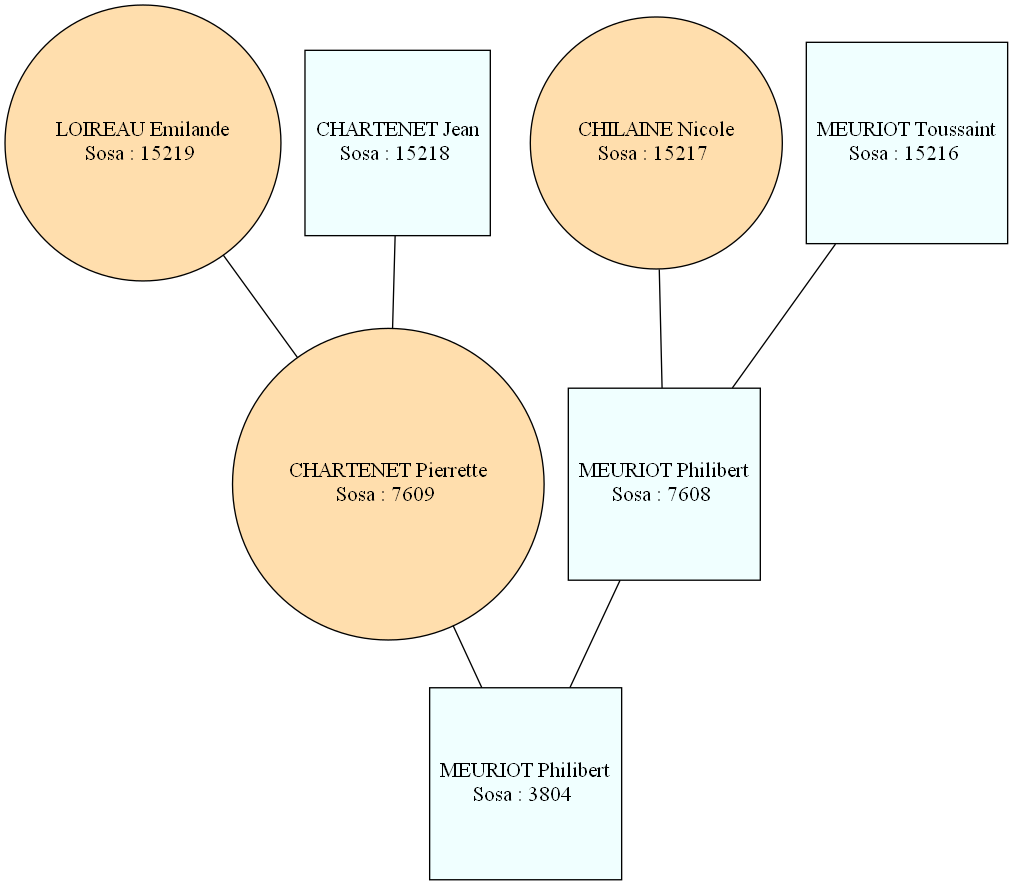 LOIREAU Emilande
Sosa : 15219
CHARTENET Jean
Sosa : 15218
CHILAINE Nicole
Sosa : 15217
MEURIOT Toussaint
Sosa : 15216
CHARTENET Pierrette
Sosa : 7609
MEURIOT Philibert
Sosa : 7608
MEURIOT Philibert
Sosa : 3804